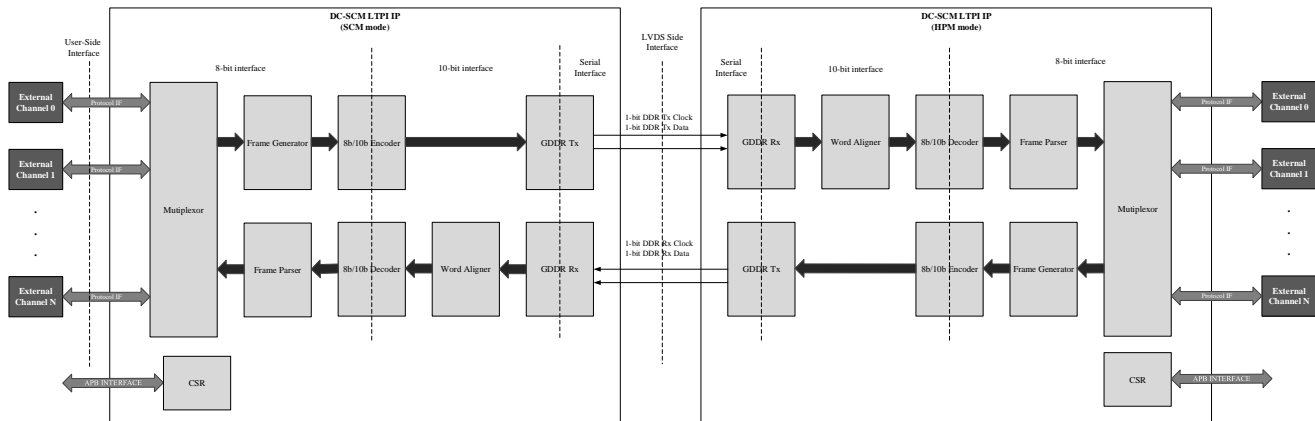 DC-SCM LTPI IP
(SCM mode)
User-Side
Interface
8-bit interface
10-bit interface
Serial
Interface
External
Channel 0
Protocol IF
External
Channel 1
Protocol IF
.
.
.
External
Channel N
Protocol IF
Mutiplexor
Frame Generator
8b/10b Encoder
GDDR Tx
Frame Parser
8b/10b Decoder
Word Aligner
GDDR Rx
APB INTERFACE
CSR
LVDS Side
Interface
1-bit DDR Tx Clock
1-bit DDR Tx Data
1-bit DDR Rx Clock
1-bit DDR Rx Data
DC-SCM LTPI IP
(HPM mode)
Serial
Interface
10-bit interface
8-bit interface
GDDR Rx
Word Aligner
8b/10b Decoder
Frame Parser
GDDR Tx
8b/10b Encoder
Frame Generator
Mutiplexor
Protocol IF
External
Channel 0
Protocol IF
External
Channel 1
.
.
.
Protocol IF
External
Channel N
CSR
APB INTERFACE